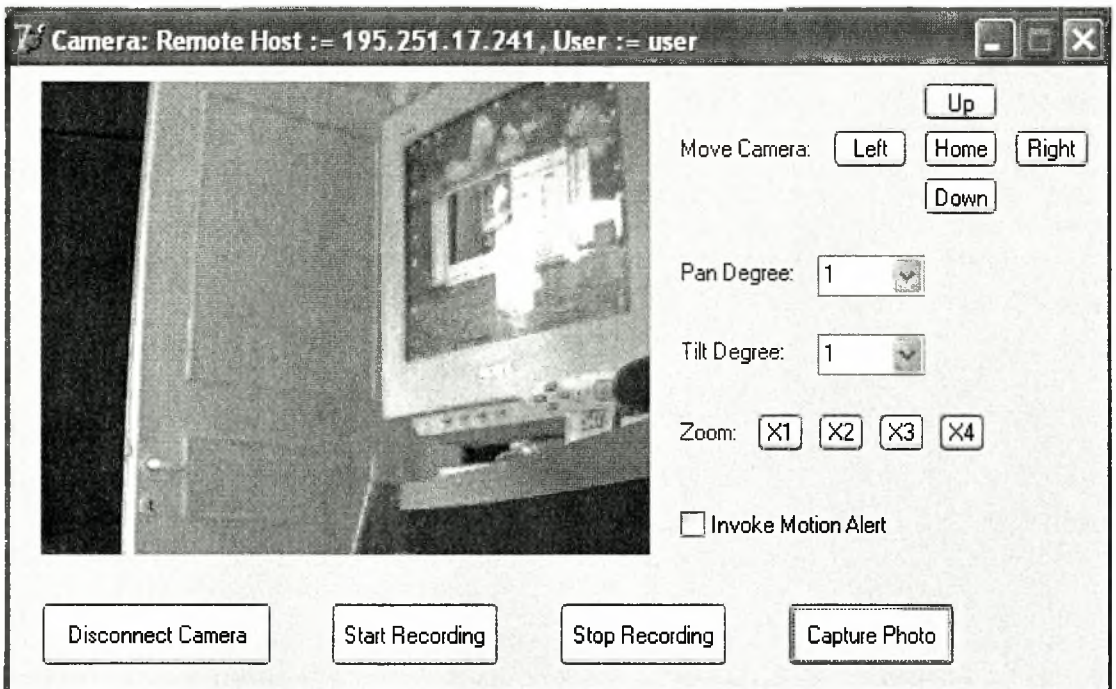 Camera: Remote Host := 195.251.17.241, User := user
Up
Move Camera: Left Home Right
Down
Pan Degree: 1
Tilt Degree: 1
Zoom: X1 X2 X3 X4
Invoke Motion Alert
Disconnect Camera Start Recording Stop Recording Capture Photo